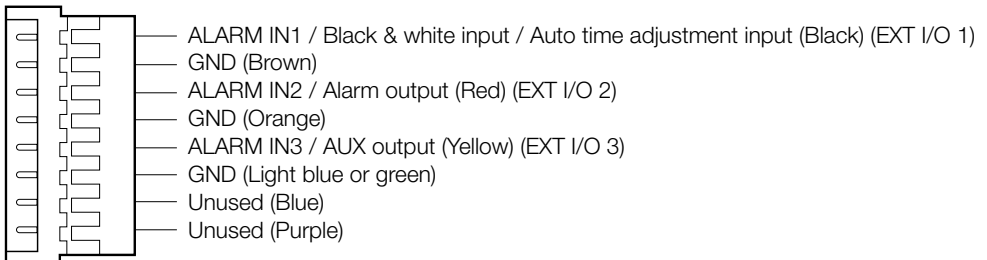 ALARM IN1 / Black & white input / Auto time adjustment input (Black) (EXT I/O 1)
GND (Brown)
ALARM IN2 / Alarm output (Red) (EXT I/O 2)
GND (Orange)
ALARM IN3 / AUX output (Yellow) (EXT I/O 3)
GND (Light blue or green)
Unused (Blue)
Unused (Purple)